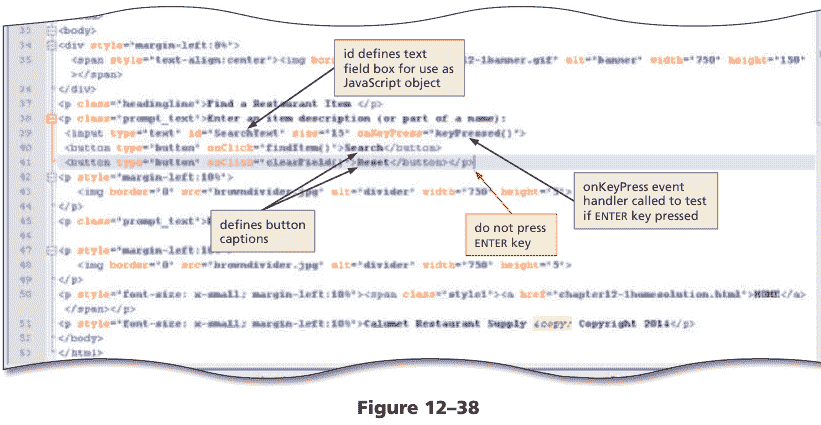 33 <body>
34 <div style="margin-left:8%">
35 <span style="text-align:center"><img bor 12-1banner.gif" alt="banner" width="750" height="150"
></span>
36 </div>
37 <p class="headingline">Find a Restaurant Item </p>
38 <p class="prompt_text">Enter an item description (or part of a name):
39 <input type="text" id="SearchText" size="15" onKeyPress="keyPressed()">
40 <button type="button" onClick="findItem()">Search</button>
41 <button type="button" onClick="clearField()">Reset</button></p>
42 <p style="margin-left:10%">
43 <img border="0" src="browndivider.jpg" alt="divider" width="750" height="5">
44 </p>
45 <p class="prompt_text">
46
47 <p style="margin-left:10%">
48 <img border="0" src="browndivider.jpg" alt="divider" width="750" height="5">
49 </p>
50 <p style="font-size: x-small; margin-left:10%"><span class="style1"><a href="chapter12-1homesolution.html">HOME</a>
</span></p>
51 <p style="font-size: x-small; margin-left:10%">Calumet Restaurant Supply &copy; Copyright 2014</p>
52 </body>
53 </html>
id defines text
field box for use as
JavaScript object
defines button
captions
do not press
ENTER key
onKeyPress event
handler called to test
if ENTER key pressed
Figure 12–38